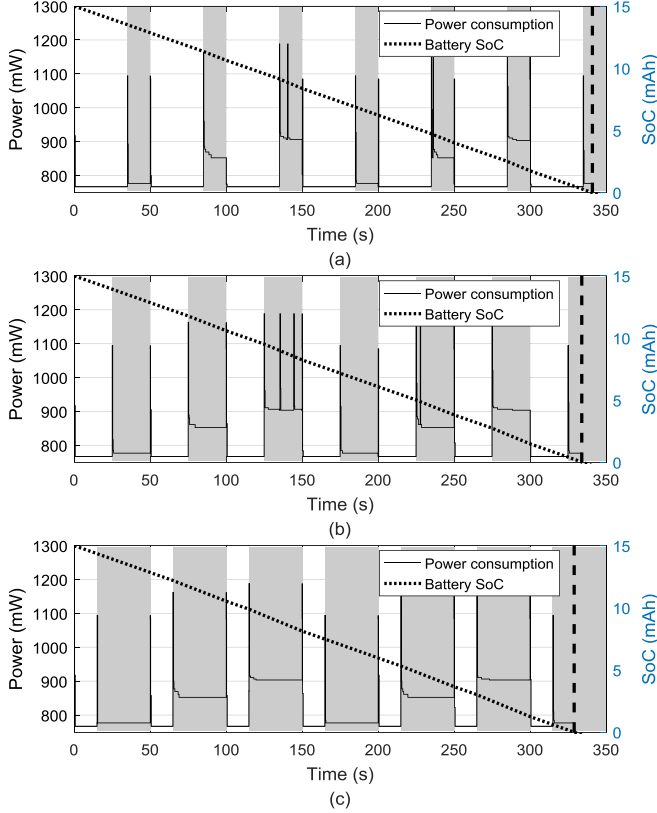 1300
1200
1100
1000
900
800
Power (mW)
Power consumption
Battery SoC
15
10
5
0
SoC (mAh)
0 50 100 150 200 250 300 350
Time (s)
(a)
1300
1200
1100
1000
900
800
Power (mW)
Power consumption
Battery SoC
15
10
5
0
SoC (mAh)
0 50 100 150 200 250 300 350
Time (s)
(b)
1300
1200
1100
1000
900
800
Power (mW)
Power consumption
Battery SoC
15
10
5
0
SoC (mAh)
0 50 100 150 200 250 300 350
Time (s)
(c)